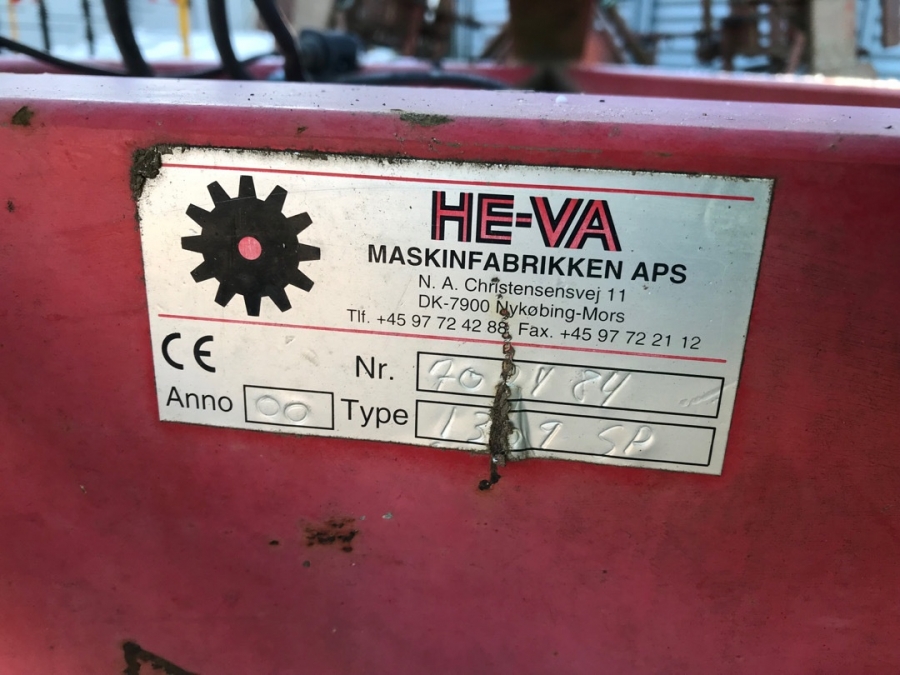 HE-VA
MASKINFABRIKKEN APS
N. A. Christensensvej 11
DK-7900 Nykøbing-Mors
Tlf. +45 97 72 42 88 Fax. +45 97 72 21 12
CE
Nr.
Anno 00 Type SP